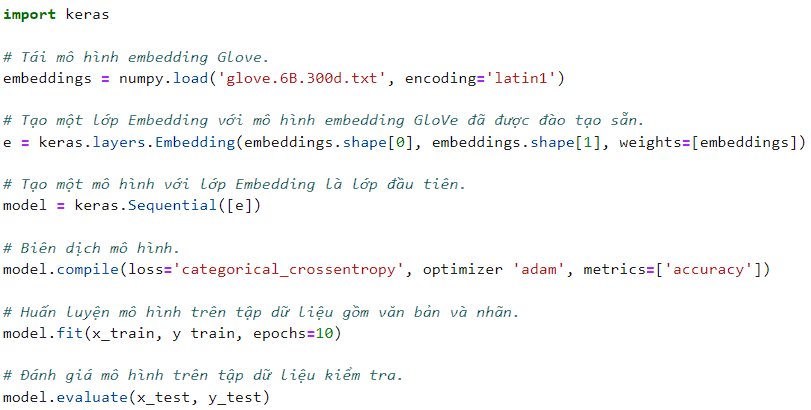 import keras
# Tái mô hình embedding Glove.
embeddings = numpy.load('glove.6B.300d.txt', encoding='latin1')
# Tạo một lớp Embedding với mô hình embedding GloVe đã được đào tạo sẵn.
e = keras.layers.Embedding(embeddings.shape[0], embeddings.shape[1], weights=[embeddings])
# Tạo một mô hình với lớp Embedding là lớp đầu tiên.
model = keras.Sequential([e])
# Biên dịch mô hình.
model.compile(loss='categorical_crossentropy', optimizer 'adam', metrics=['accuracy'])
# Huấn luyện mô hình trên tập dữ liệu gồm văn bản và nhãn.
model.fit(x_train, y train, epochs=10)
# Đánh giá mô hình trên tập dữ liệu kiểm tra.
model.evaluate(x_test, y_test)